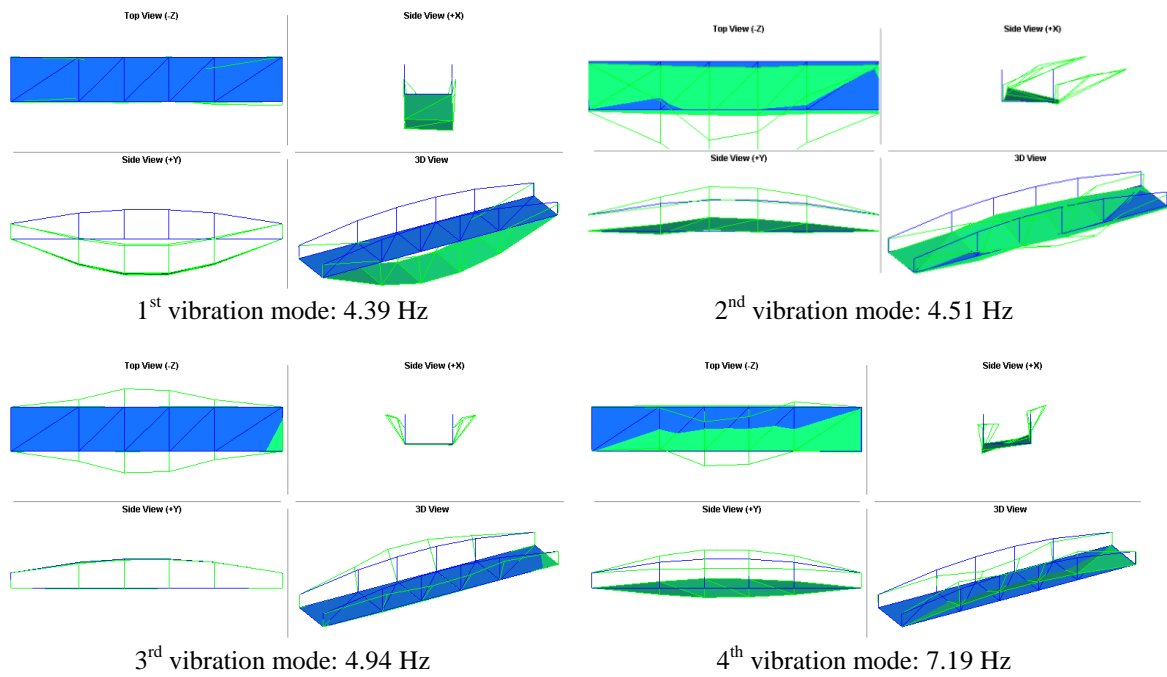 Top View (-Z)
Side View (+X)
Side View (+Y)
3D View
1st vibration mode: 4.39 Hz
Top View (-Z)
Side View (+X)
Side View (+Y)
3D View
2nd vibration mode: 4.51 Hz
Top View (-Z)
Side View (+X)
Side View (+Y)
3D View
3rd vibration mode: 4.94 Hz
Top View (-Z)
Side View (+X)
Side View (+Y)
3D View
4th vibration mode: 7.19 Hz